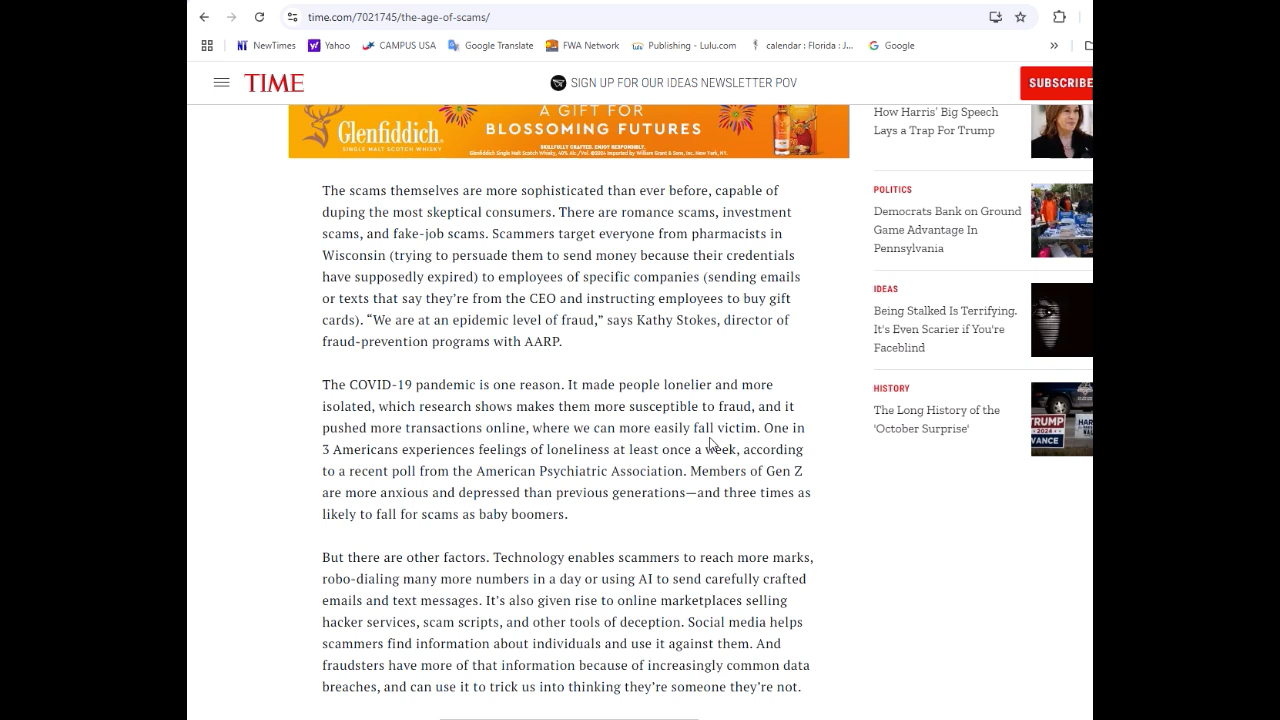 time.com/7021745/the-age-of-scams/
NewTimes
Yahoo
CAMPUS USA
Google Translate
FWA Network
Publishing - Lulu.com
calendar : Florida : J...
Google
TIME
SIGN UP FOR OUR IDEAS NEWSLETTER POV
SUBSCRIBE
Glenfiddich
SINGLE MALT SCOTCH WHISKY
A GIFT FOR
BLOSSOMING FUTURES
SKILLFULLY CRAFTED. ENJOY RESPONSIBLY.
Glenfiddich Single Malt Scotch Whisky, 40% Alc./Vol. ©2024 Imported by William Grant & Sons, Inc. New York, NY.
The scams themselves are more sophisticated than ever before, capable of
duping the most skeptical consumers. There are romance scams, investment
fake-job scams. Scammers target everyone from pharmacists in
Wisconsin (trying to persuade them to send money because their credentials
have supposedly expired) to employees of specific companies (sending emails
or texts that say they're from the CEO and instructing employees to buy gift
“We are at an epidemic level of fraud,” says Kathy Stokes, director
fraud prevention programs with AARP.
The COVID-19 pandemic is one reason. It made people lonelier and more
isolated, which research shows makes them more susceptible to fraud, and it
pushed more transactions online, where we can more easily fall victim. One in
Americans experiences feelings of loneliness at least once a week, according
to a recent poll from the American Psychiatric Association. Members of Gen Z
are more anxious and depressed than previous generations—and three times as
likely to fall for scams as baby boomers.
But there are other factors. Technology enables scammers to reach more marks,
robo-dialing many more numbers in a day or using AI to send carefully crafted
emails and text messages. It's also given rise to online marketplaces selling
hacker services, scam scripts, and other tools of deception. Social media helps
scammers find information about individuals and use it against them. And
fraudsters have more of that information because of increasingly common data
breaches, and can use it to trick us into thinking they're someone they're not.
How Harris' Big Speech
Lays a Trap For Trump
POLITICS
Democrats Bank on Ground
Game Advantage In
Pennsylvania
IDEAS
Being Stalked Is Terrifying.
It's Even Scarier if You're
Faceblind
HISTORY
The Long History of the
'October Surprise'
TRUMP
2024
VANCE
HAR